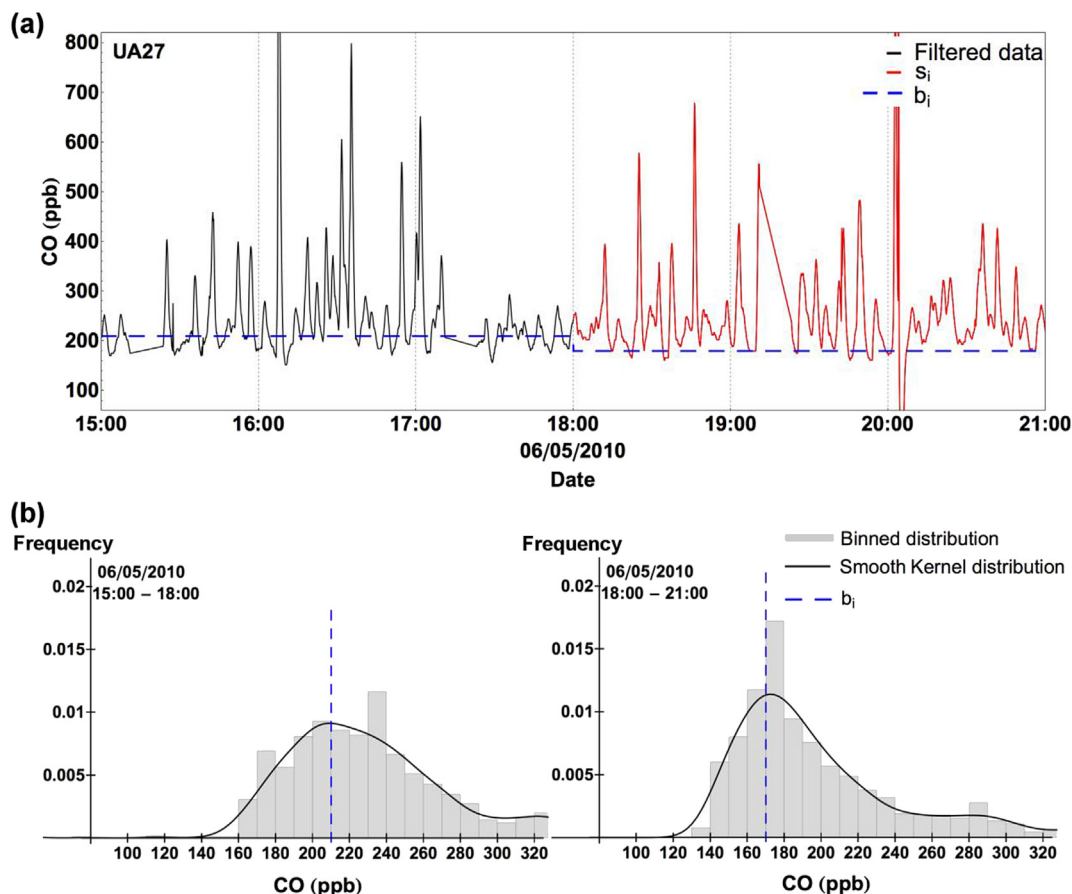 (a)
UA27
Filtered data
s_i
b_i
CO (ppb)
800
700
600
500
400
300
200
100
15:00 16:00 17:00 18:00 19:00 20:00 21:00
06/05/2010
Date
(b)
Frequency
06/05/2010
15:00 – 18:00
0.02
0.015
0.01
0.005
100 120 140 160 180 200 220 240 260 280 300 320
CO (ppb)
Frequency
06/05/2010
18:00 – 21:00
Binned distribution
Smooth Kernel distribution
b_i
0.02
0.015
0.01
0.005
100 120 140 160 180 200 220 240 260 280 300 320
CO (ppb)